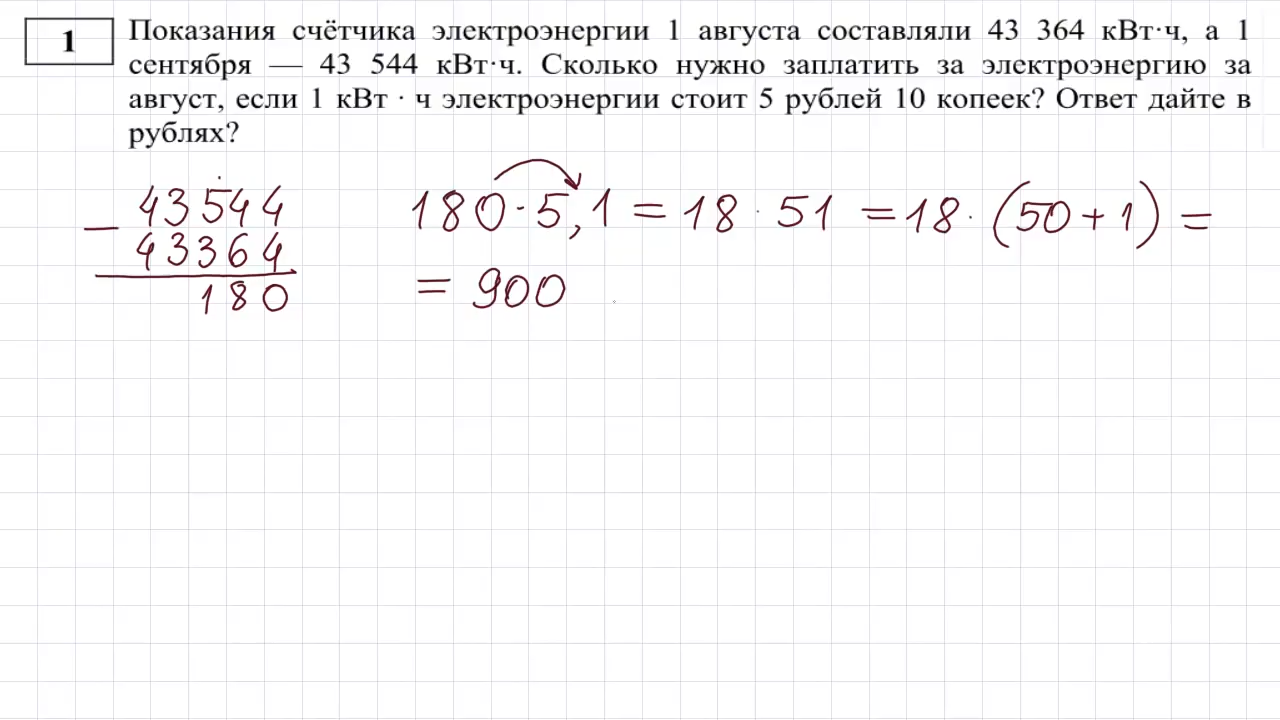 1
Показания счётчика электроэнергии 1 августа составляли 43 364 кВт·ч, а 1
сентября — 43 544 кВт·ч. Сколько нужно заплатить за электроэнергию за
август, если 1 кВт · ч электроэнергии стоит 5 рублей 10 копеек? Ответ дайте в
рублях?
43544
− 43364
180
180 · 5,1 = 18 · 51 = 18 · (50 + 1) =
= 900